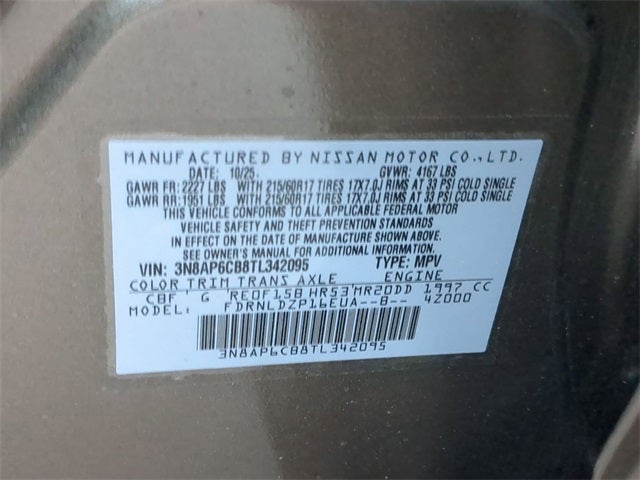 MANUFACTURED BY NISSAN MOTOR CO.,LTD.
DATE: 10/25. GVWR: 4167 LBS
GAWR FR: 2227 LBS WITH 215/60R17 TIRES 17X7.0J RIMS AT 33 PSI COLD SINGLE
GAWR RR: 1951 LBS WITH 215/60R17 TIRES 17X7.0J RIMS AT 33 PSI COLD SINGLE
THIS VEHICLE CONFORMS TO ALL APPLICABLE FEDERAL MOTOR
VEHICLE SAFETY AND THEFT PREVENTION STANDARDS
IN EFFECT ON THE DATE OF MANUFACTURE SHOWN ABOVE.
SEE OWNER'S MANUAL FOR ADDITIONAL INFORMATION.
VIN: 3N8AP6CB8TL342095 TYPE: MPV
COLOR TRIM TRANS AXLE ENGINE
CBF G RE0F15B HR53 MR20DD 1997 CC
MODEL: FDRNLDZP16EUA--B-- 4Z000
3N8AP6CB8TL342095